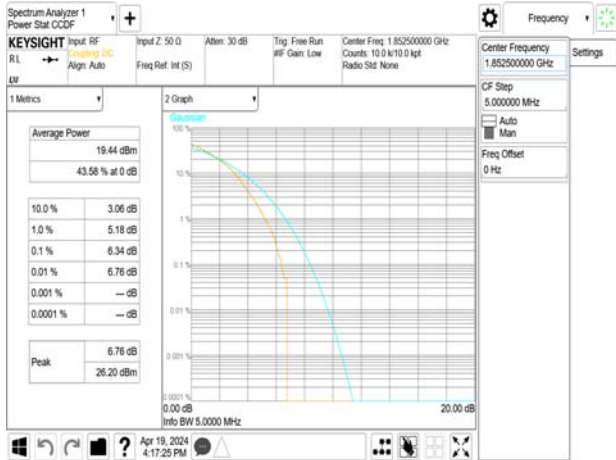 Spectrum Analyzer 1
Power Stat CCDF
Frequency
KEYSIGHT
RL
Input: RF
Coupling: DC
Align: Auto
Input Z: 50 Ω
Freq Ref: Int (S)
Atten: 30 dB
Trig: Free Run
#IF Gain: Low
Center Freq: 1.852500000 GHz
Counts: 10.0 k/10.0 kpt
Radio Std: None
Center Frequency
1.852500000 GHz
Settings
CF Step
5.000000 MHz
Auto
Man
Freq Offset
0 Hz
1 Metrics
Average Power
19.44 dBm
43.58 % at 0 dB
10.0 % 3.06 dB
1.0 % 5.18 dB
0.1 % 6.34 dB
0.01 % 6.76 dB
0.001 % --- dB
0.0001 % --- dB
Peak
6.76 dB
26.20 dBm
2 Graph
Gaussian
100 %
10 %
1 %
0.1 %
0.01 %
0.001 %
0.0001 %
0.00 dB
20.00 dB
Info BW 5.0000 MHz
?
Apr 19, 2024
4:17:25 PM